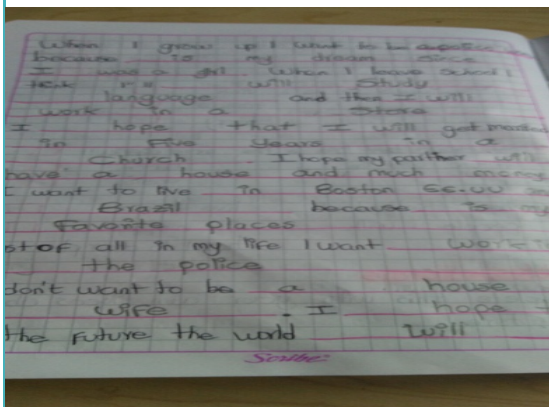 When I grow up I want to be a police
because is my dream since
I was a girl. When I leave school I
will study
language and then I will
work in a store
I hope that I will get married
in five years in a
church. I hope my partner will
have a house and much money
I want to live in Boston EE.UU
Brazil because is my
favorite places
of all in my life I want work
the police
don't want to be a house
wife. I hope
the future the world will
Scribe